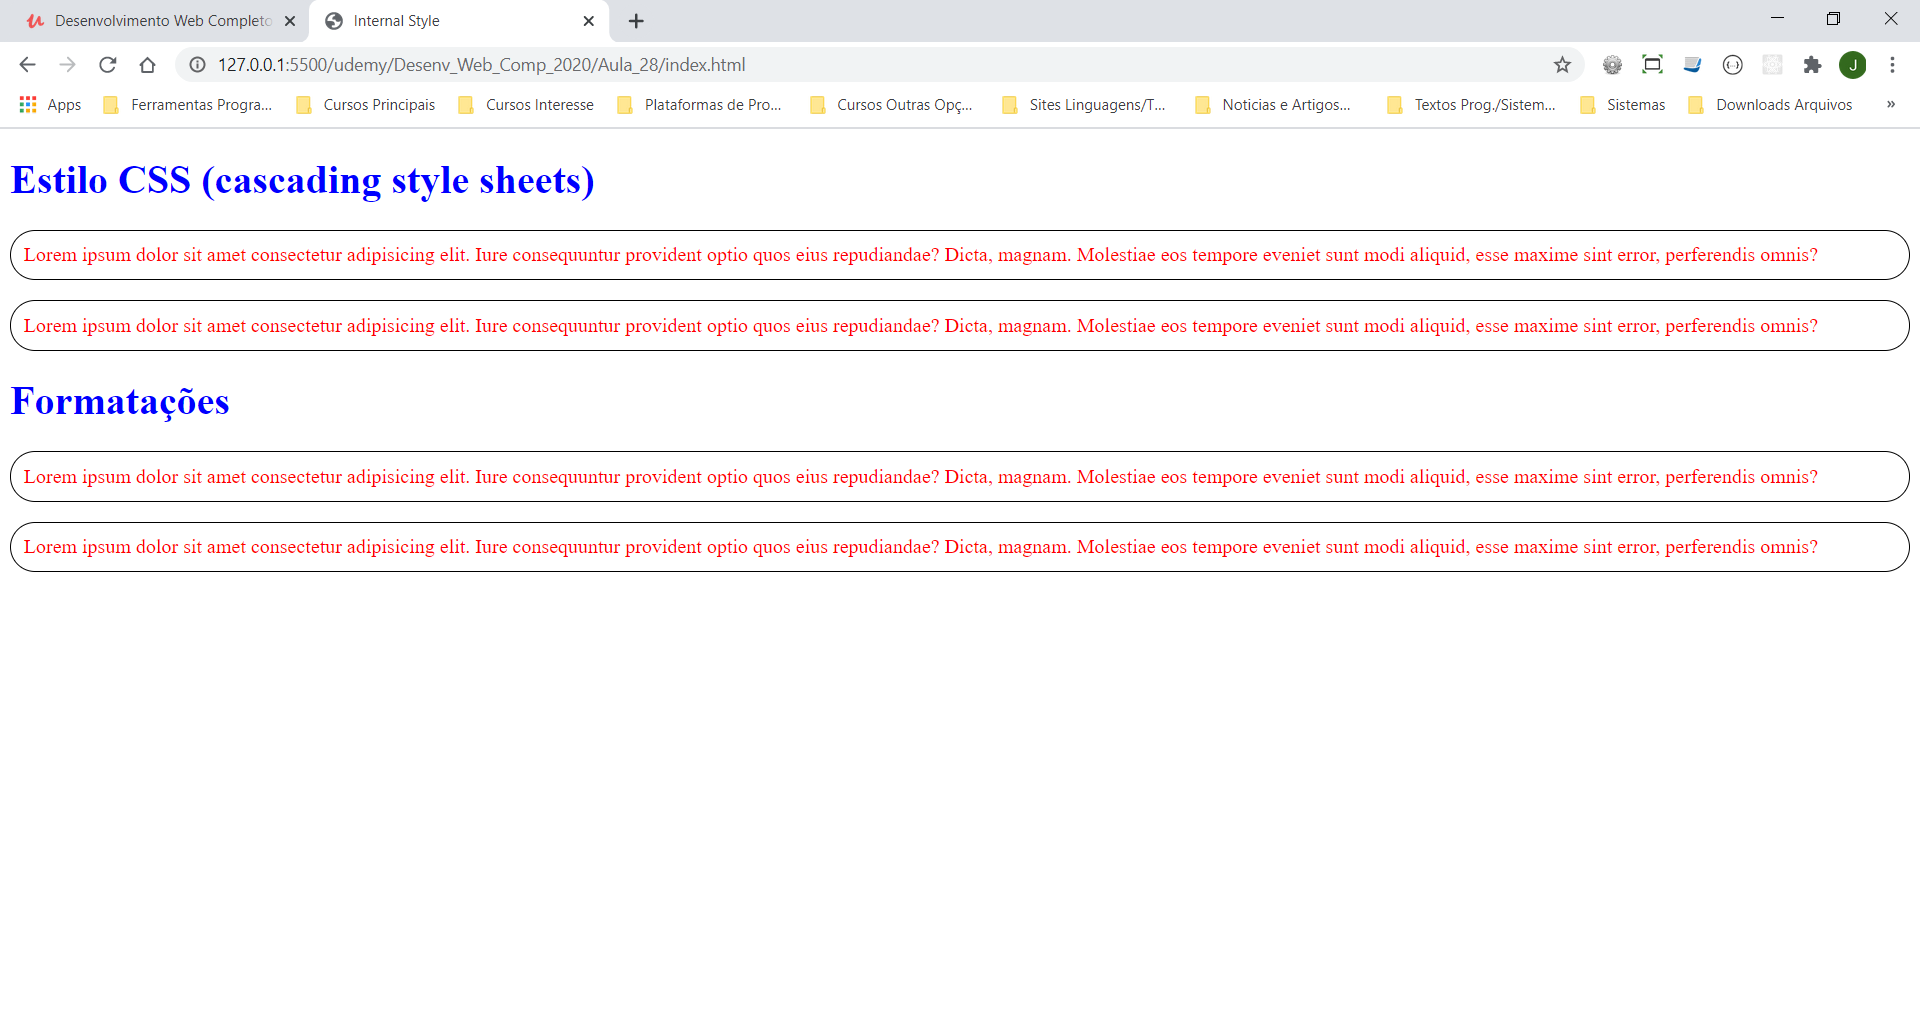 Desenvolvimento Web Completo
Internal Style
127.0.0.1:5500/udemy/Desenv_Web_Comp_2020/Aula_28/index.html
J
Apps
Ferramentas Progra...
Cursos Principais
Cursos Interesse
Plataformas de Pro...
Cursos Outras Opç...
Sites Linguagens/T...
Noticias e Artigos...
Textos Prog./Sistem...
Sistemas
Downloads Arquivos
»
Estilo CSS (cascading style sheets)
Lorem ipsum dolor sit amet consectetur adipisicing elit. Iure consequuntur provident optio quos eius repudiandae? Dicta, magnam. Molestiae eos tempore eveniet sunt modi aliquid, esse maxime sint error, perferendis omnis?
Lorem ipsum dolor sit amet consectetur adipisicing elit. Iure consequuntur provident optio quos eius repudiandae? Dicta, magnam. Molestiae eos tempore eveniet sunt modi aliquid, esse maxime sint error, perferendis omnis?
Formatações
Lorem ipsum dolor sit amet consectetur adipisicing elit. Iure consequuntur provident optio quos eius repudiandae? Dicta, magnam. Molestiae eos tempore eveniet sunt modi aliquid, esse maxime sint error, perferendis omnis?
Lorem ipsum dolor sit amet consectetur adipisicing elit. Iure consequuntur provident optio quos eius repudiandae? Dicta, magnam. Molestiae eos tempore eveniet sunt modi aliquid, esse maxime sint error, perferendis omnis?